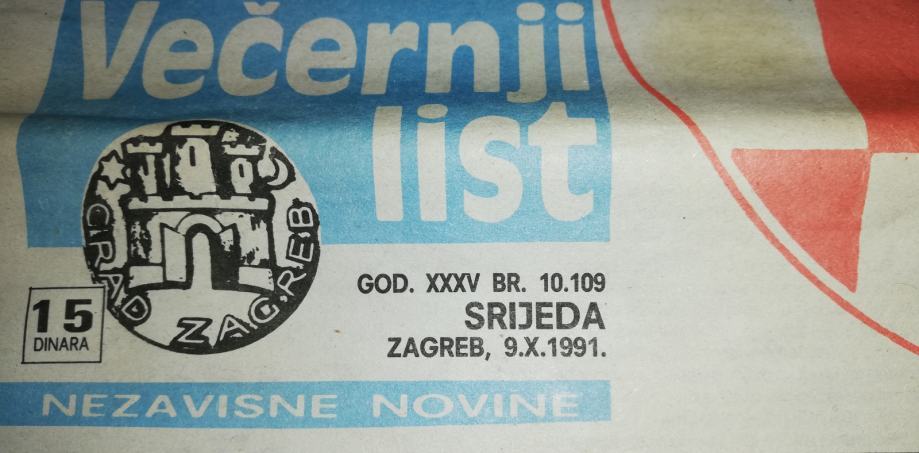 Večernji
list
GRAD ZAGREB
15
DINARA
GOD. XXXV BR. 10.109
SRIJEDA
ZAGREB, 9.X.1991.
NEZAVISNE NOVINE